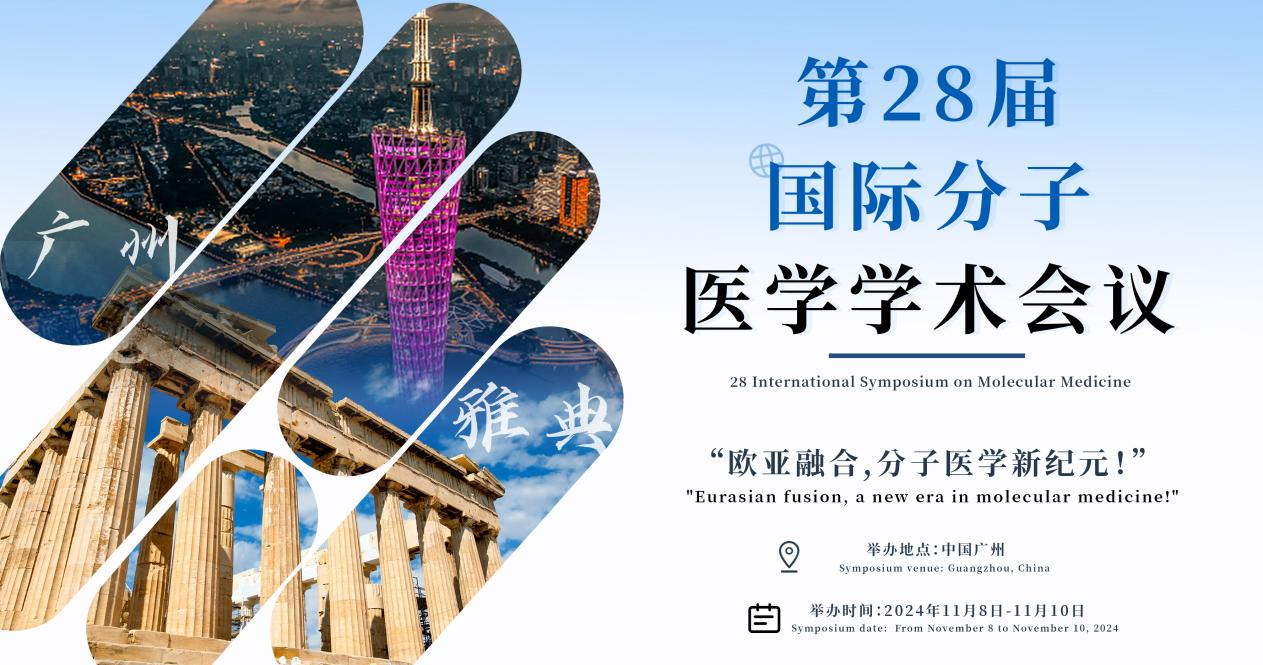 广州
雅典
第28届
国际分子
医学学术会议
28 International Symposium on Molecular Medicine
“欧亚融合,分子医学新纪元!”
"Eurasian fusion, a new era in molecular medicine!"
举办地点:中国广州
Symposium venue: Guangzhou, China
举办时间:2024年11月8日-11月10日
Symposium date: From November 8 to November 10, 2024